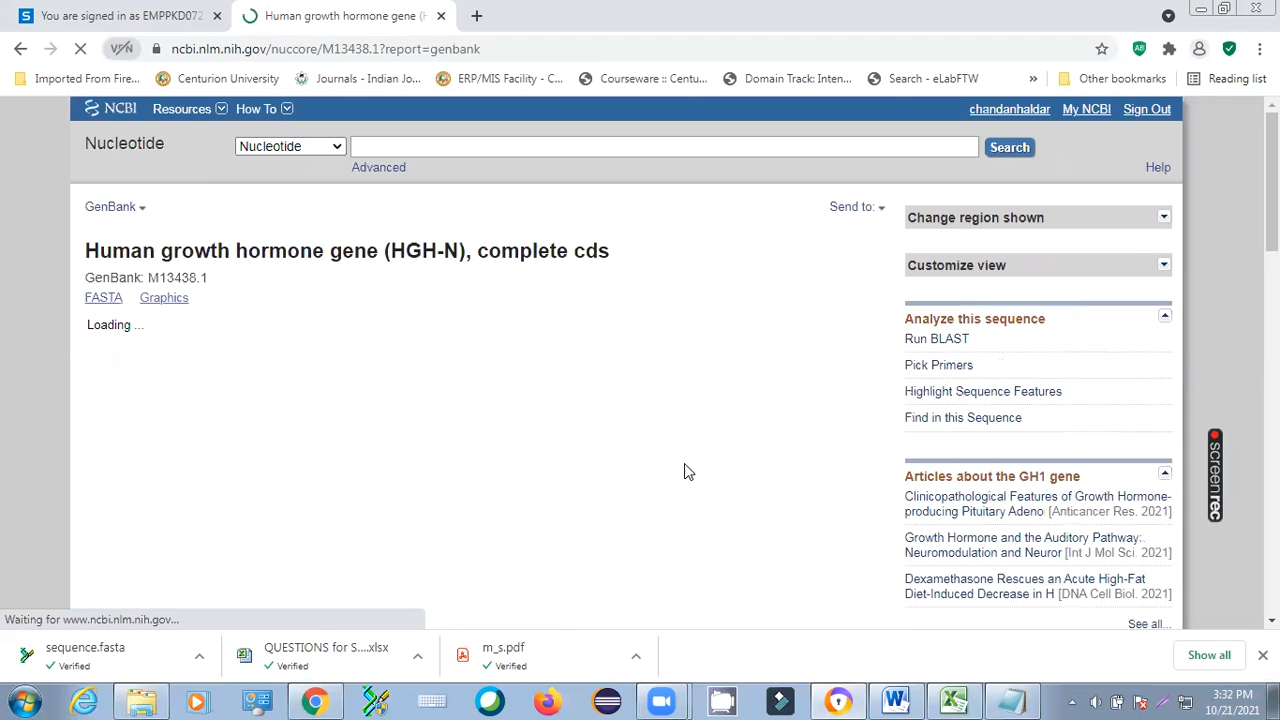 You are signed in as EMPPKD072
Human growth hormone gene (H
ncbi.nlm.nih.gov/nuccore/M13438.1?report=genbank
Imported From Fire...
Centurion University
Journals - Indian Jo...
ERP/MIS Facility - C...
Courseware :: Centu...
Domain Track: Inten...
Search - eLabFTW
»
Other bookmarks
Reading list
NCBI Resources How To
chandanhaldar My NCBI Sign Out
Nucleotide
Nucleotide
Search
Advanced
Help
GenBank
Send to:
Human growth hormone gene (HGH-N), complete cds
GenBank: M13438.1
FASTA Graphics
Loading ...
Change region shown
Customize view
Analyze this sequence
Run BLAST
Pick Primers
Highlight Sequence Features
Find in this Sequence
Articles about the GH1 gene
Clinicopathological Features of Growth Hormone-
producing Pituitary Adeno [Anticancer Res. 2021]
Growth Hormone and the Auditory Pathway:
Neuromodulation and Neuror [Int J Mol Sci. 2021]
Dexamethasone Rescues an Acute High-Fat
Diet-Induced Decrease in H [DNA Cell Biol. 2021]
See all...
screenrec
Waiting for www.ncbi.nlm.nih.gov...
sequence.fasta
Verified
QUESTIONS for S....xlsx
Verified
m_s.pdf
Verified
Show all
3:32 PM
10/21/2021